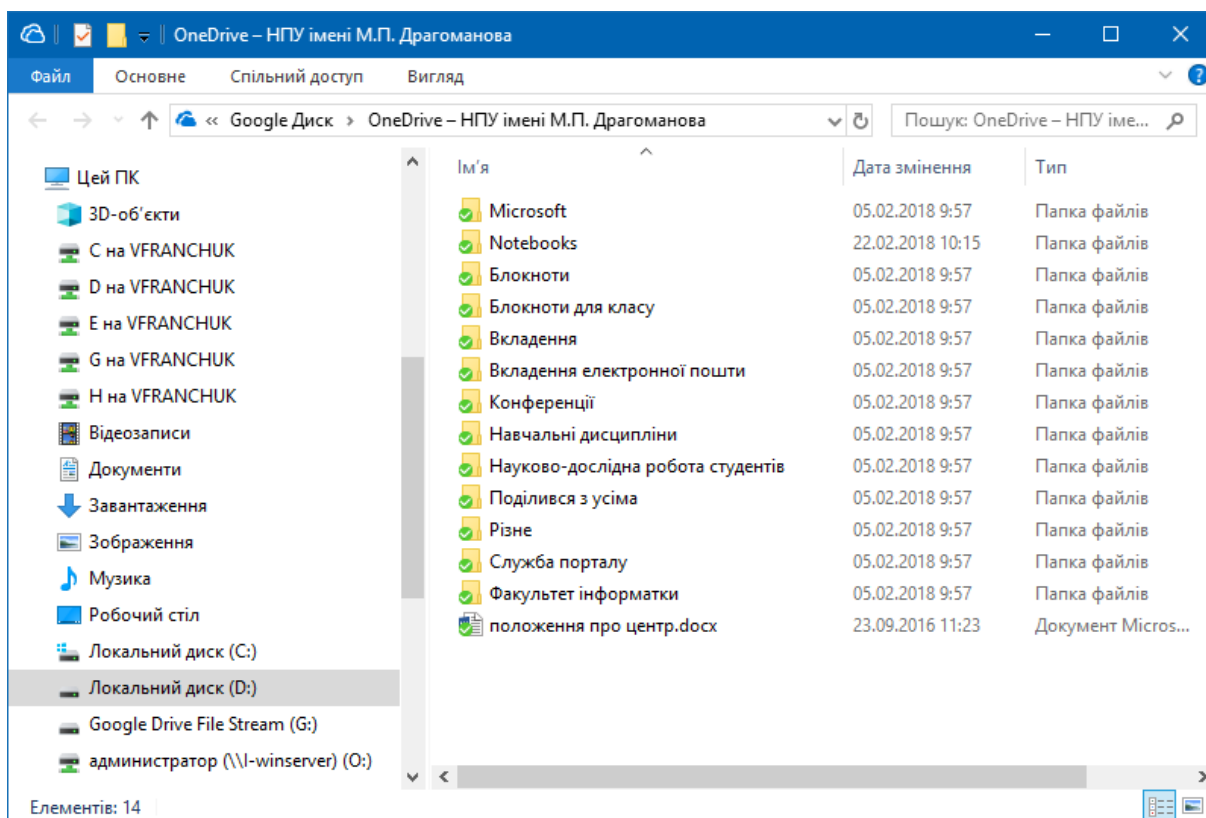 OneDrive – НПУ імені М.П. Драгоманова
Файл Основне Спільний доступ Вигляд
« Google Диск › OneDrive – НПУ імені М.П. Драгоманова Пошук: OneDrive – НПУ іме...
Цей ПК
3D-об'єкти
C на VFRANCHUK
D на VFRANCHUK
E на VFRANCHUK
G на VFRANCHUK
H на VFRANCHUK
Відеозаписи
Документи
Завантаження
Зображення
Музика
Робочий стіл
Локальний диск (C:)
Локальний диск (D:)
Google Drive File Stream (G:)
администратор (\\I-winserver) (O:)
Ім'я Дата змінення Тип
Microsoft 05.02.2018 9:57 Папка файлів
Notebooks 22.02.2018 10:15 Папка файлів
Блокноти 05.02.2018 9:57 Папка файлів
Блокноти для класу 05.02.2018 9:57 Папка файлів
Вкладення 05.02.2018 9:57 Папка файлів
Вкладення електронної пошти 05.02.2018 9:57 Папка файлів
Конференції 05.02.2018 9:57 Папка файлів
Навчальні дисципліни 05.02.2018 9:57 Папка файлів
Науково-дослідна робота студентів 05.02.2018 9:57 Папка файлів
Поділився з усіма 05.02.2018 9:57 Папка файлів
Різне 05.02.2018 9:57 Папка файлів
Служба порталу 05.02.2018 9:57 Папка файлів
Факультет інформатки 05.02.2018 9:57 Папка файлів
положення про центр.docx 23.09.2016 11:23 Документ Micros...
Елементів: 14